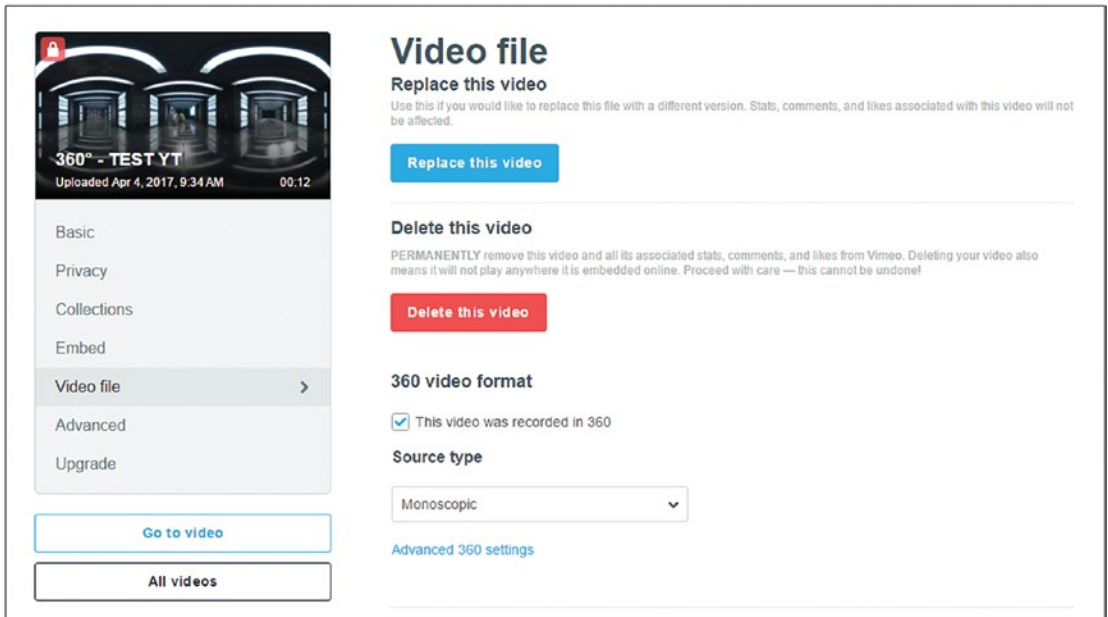 360° - TEST YT
Uploaded Apr 4, 2017, 9:34 AM 00:12
Basic
Privacy
Collections
Embed
Video file
Advanced
Upgrade
Go to video
All videos
Video file
Replace this video
Use this if you would like to replace this file with a different version. Stats, comments, and likes associated with this video will not
be affected.
Replace this video
Delete this video
PERMANENTLY remove this video and all its associated stats, comments, and likes from Vimeo. Deleting your video also
means it will not play anywhere it is embedded online. Proceed with care — this cannot be undone!
Delete this video
360 video format
This video was recorded in 360
Source type
Monoscopic
Advanced 360 settings